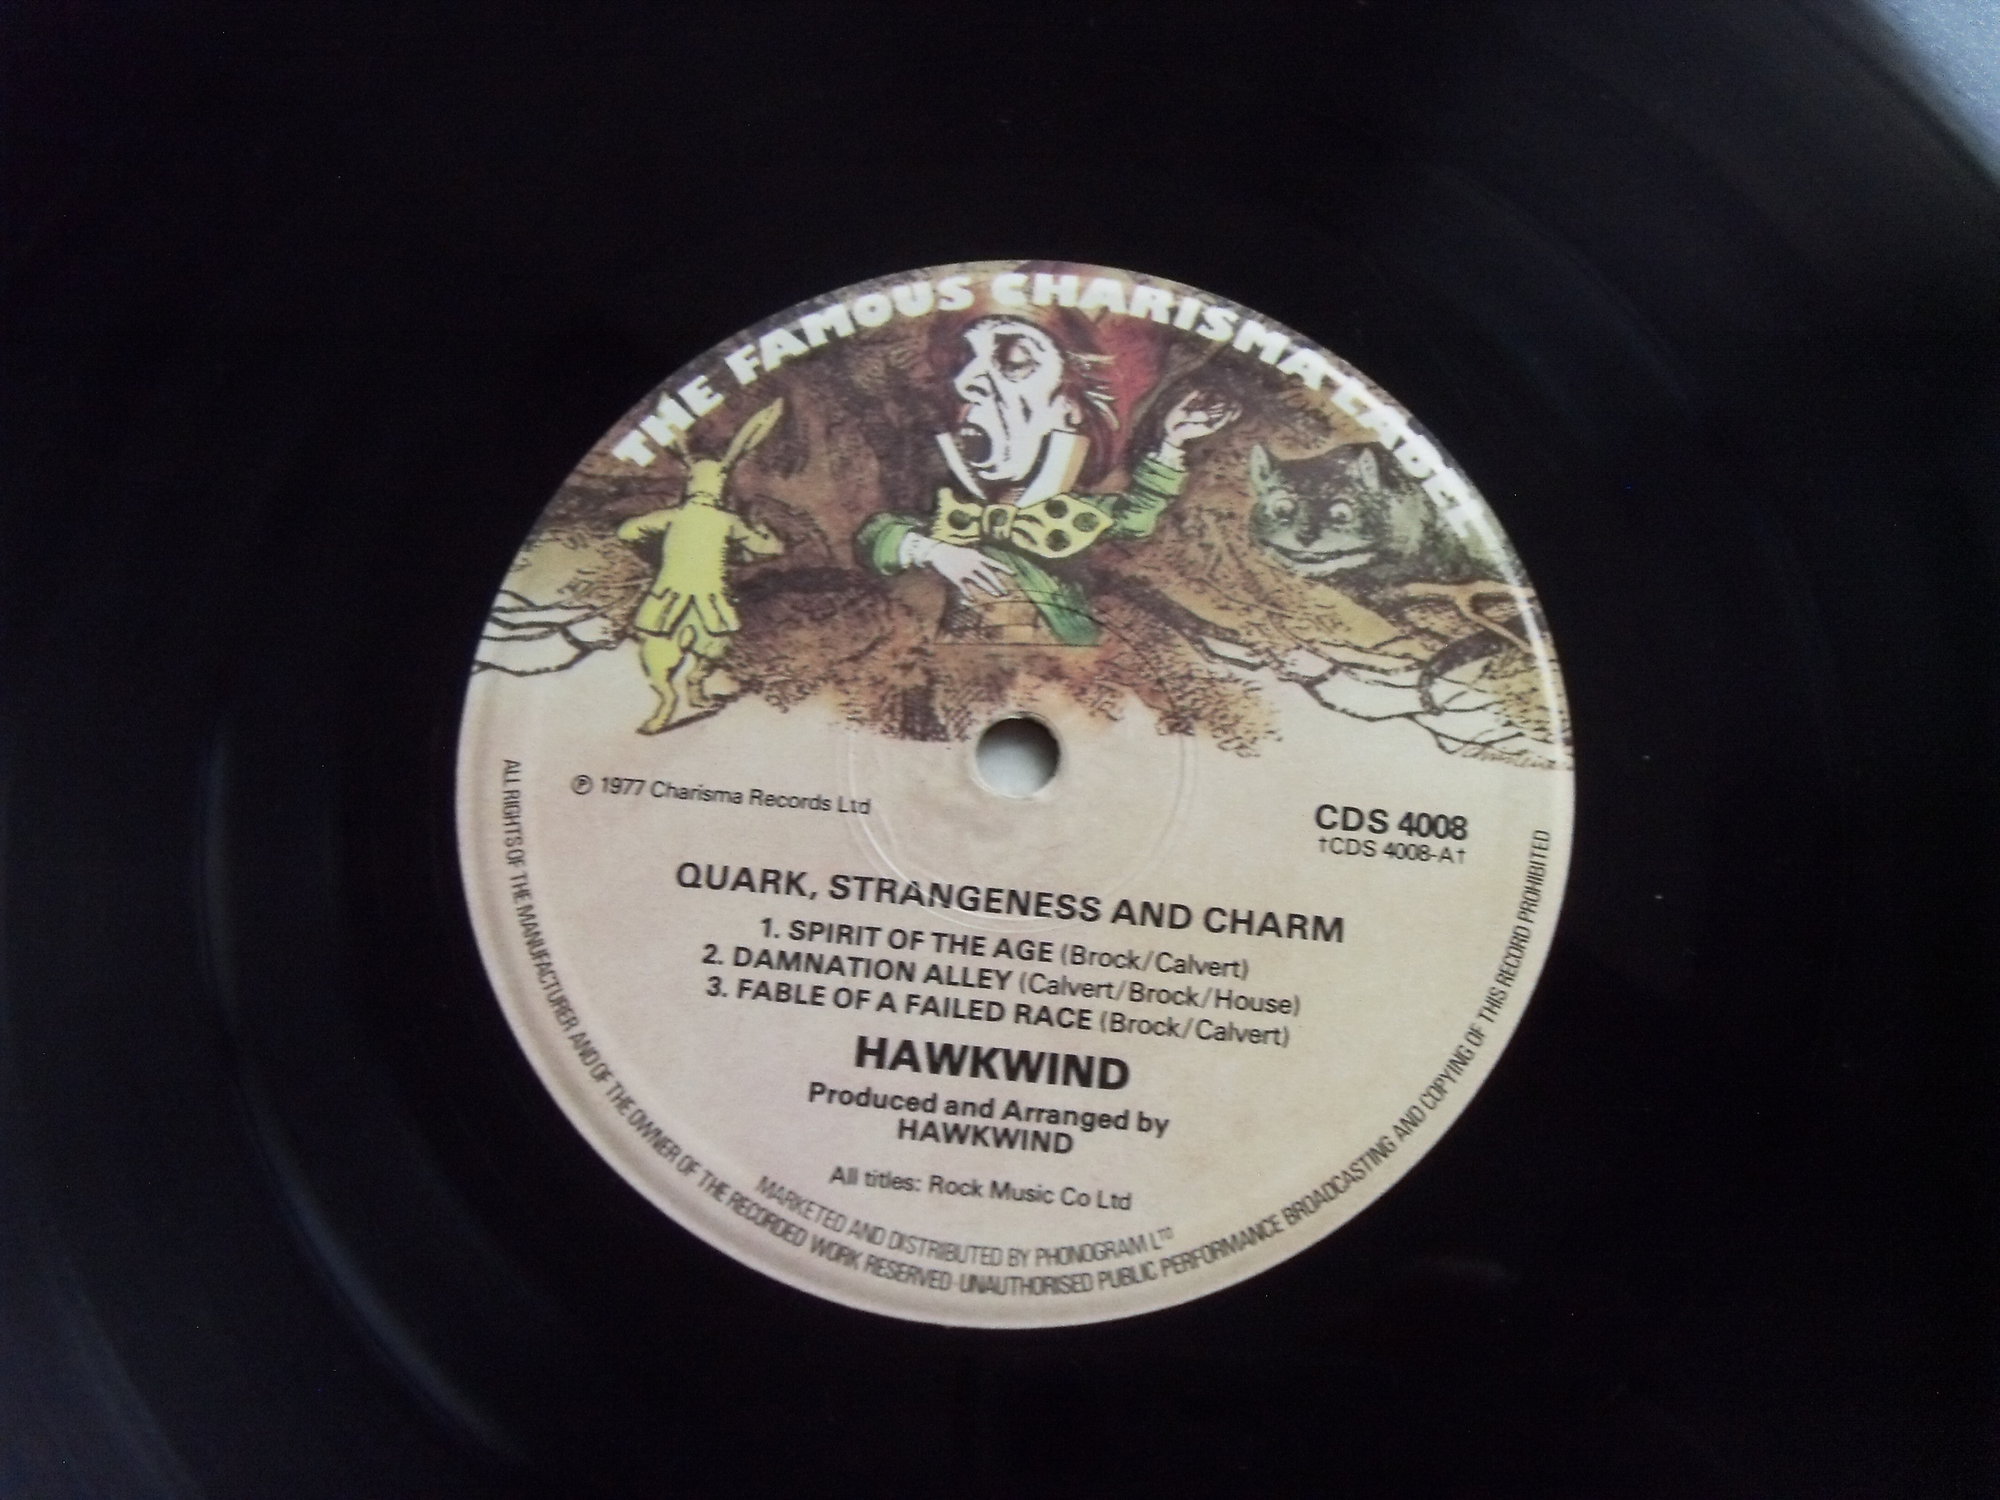 THE FAMOUS CHARISMA LABEL
℗ 1977 Charisma Records Ltd
CDS 4008
†CDS 4008-A†
QUARK, STRANGENESS AND CHARM
1. SPIRIT OF THE AGE (Brock/Calvert)
2. DAMNATION ALLEY (Calvert/Brock/House)
3. FABLE OF A FAILED RACE (Brock/Calvert)
HAWKWIND
Produced and Arranged by
HAWKWIND
All titles: Rock Music Co Ltd
MARKETED AND DISTRIBUTED BY PHONOGRAM LTD
ALL RIGHTS OF THE MANUFACTURER AND OF THE OWNER OF THE RECORDED WORK RESERVED-UNAUTHORISED PUBLIC PERFORMANCE BROADCASTING AND COPYING OF THIS RECORD PROHIBITED